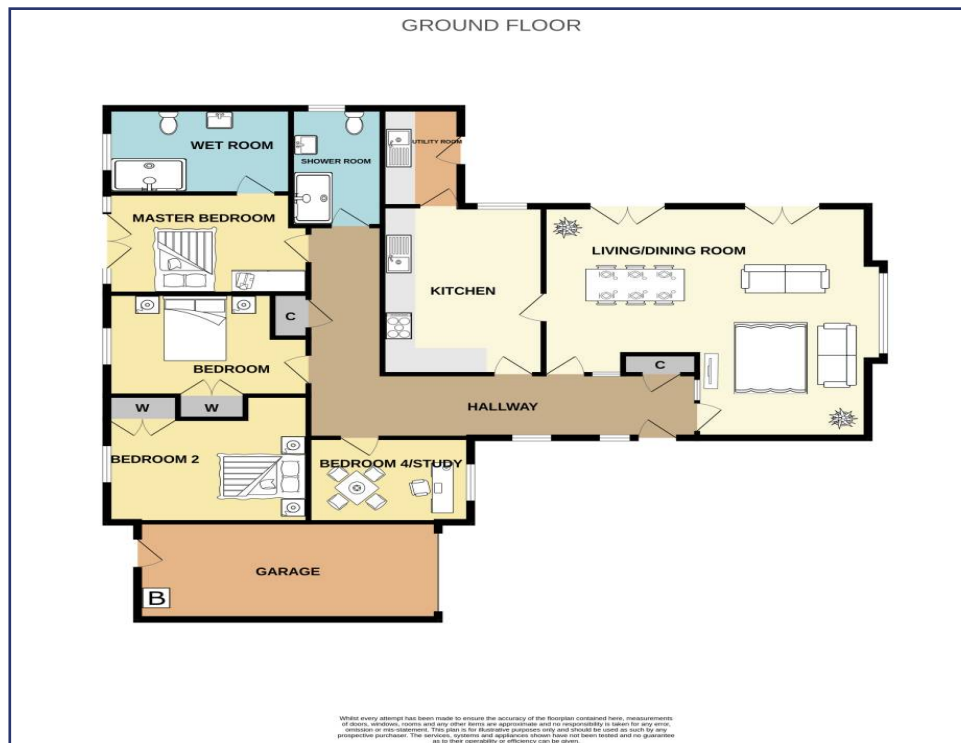 GROUND FLOOR
WET ROOM
SHOWER ROOM
UTILITY ROOM
MASTER BEDROOM
LIVING/DINING ROOM
KITCHEN
C
BEDROOM
C
W
W
HALLWAY
BEDROOM 2
BEDROOM 4/STUDY
GARAGE
B
Whilst every attempt has been made to ensure the accuracy of the floorplan contained here, measurements
of doors, windows, rooms and any other items are approximate and no responsibility is taken for any error,
omission or mis-statement. This plan is for illustrative purposes only and should be used as such by any
prospective purchaser. The services, systems and appliances shown have not been tested and no guarantee
as to their operability or efficiency can be given.